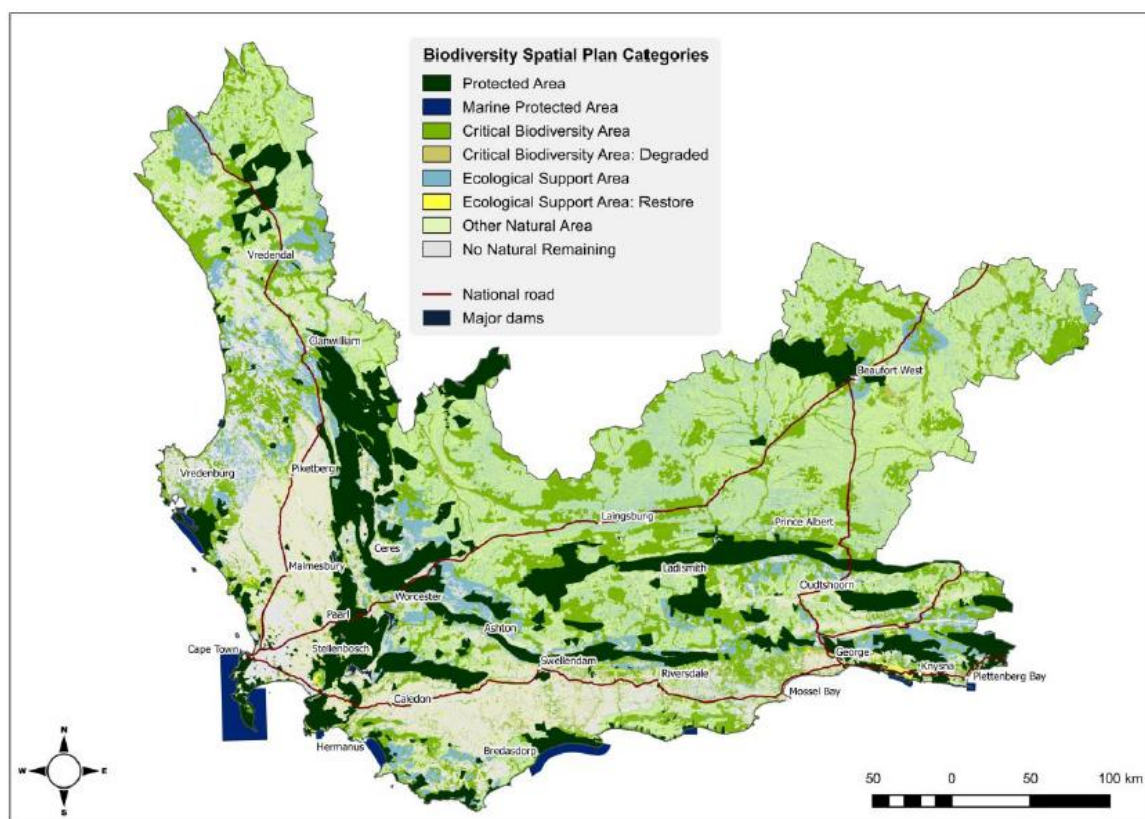 Biodiversity Spatial Plan Categories
Protected Area
Marine Protected Area
Critical Biodiversity Area
Critical Biodiversity Area: Degraded
Ecological Support Area
Ecological Support Area: Restore
Other Natural Area
No Natural Remaining
National road
Major dams
Vredendal
Clanwilliam
Beaufort West
Vredenburg
Piketberg
Laingsburg
Prince Albert
Ceres
Malmesbury
Ladismith
Oudtshoorn
Worcester
Paarl
Ashton
Cape Town
Stellenbosch
Swellendam
George
Knysna
Riversdale
Plettenberg Bay
Caledon
Mossel Bay
Hermanus
Bredasdorp
N
W E
S
50 0 50 100 km